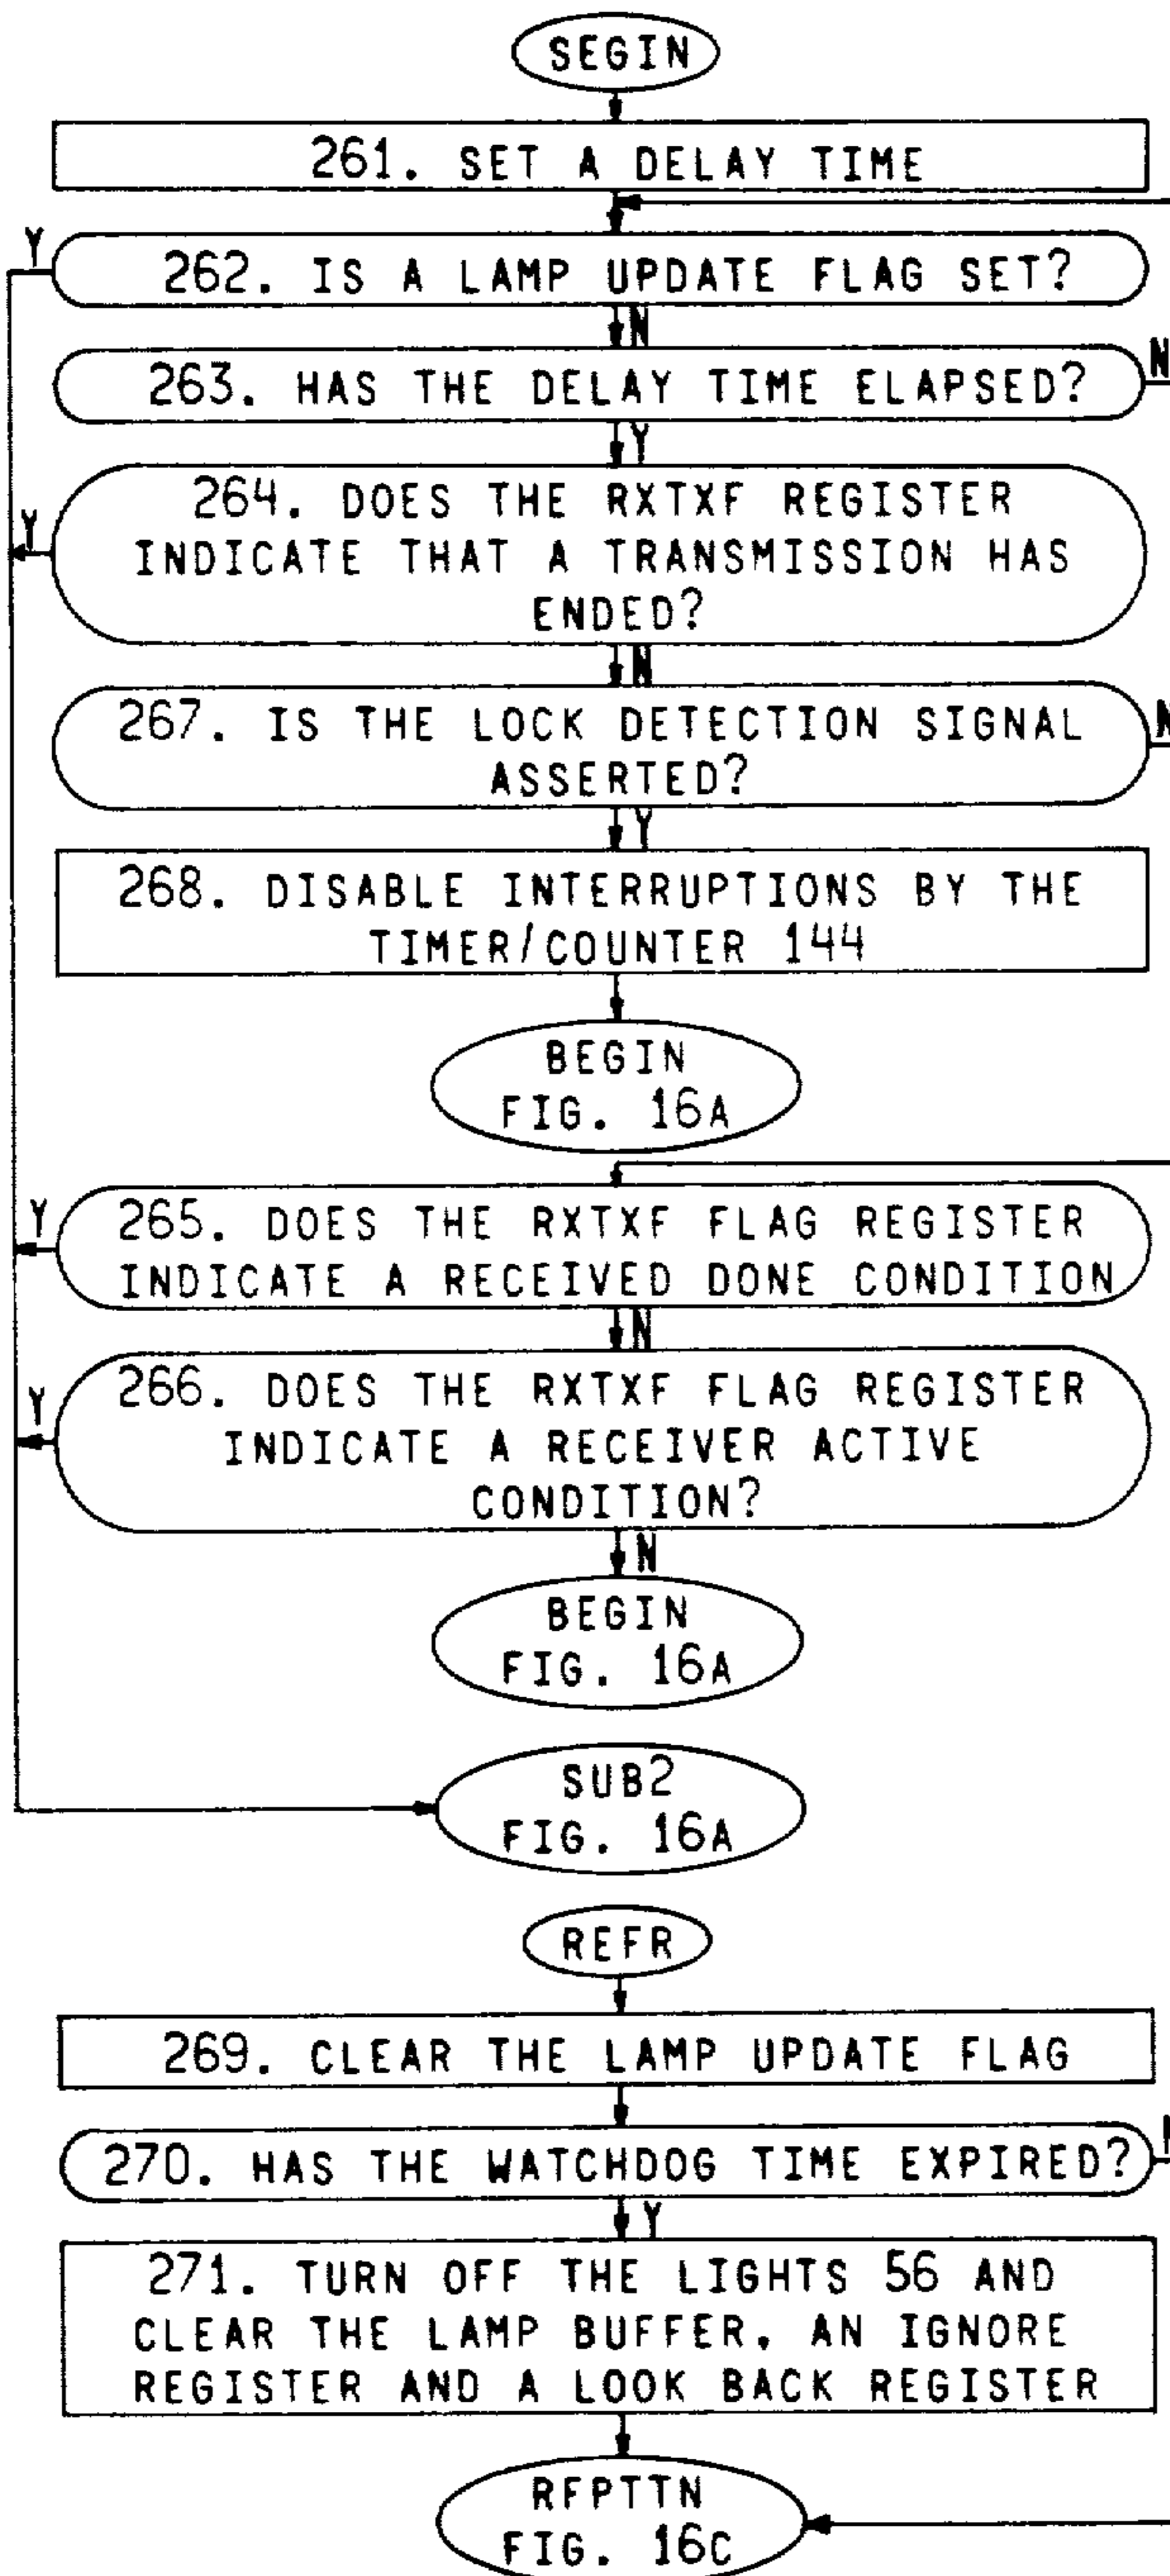 SEGIN
261. SET A DELAY TIME
Y
262. IS A LAMP UPDATE FLAG SET?
N
263. HAS THE DELAY TIME ELAPSED?
N
Y
264. DOES THE RXTXF REGISTER
INDICATE THAT A TRANSMISSION HAS
ENDED?
Y
N
267. IS THE LOCK DETECTION SIGNAL
ASSERTED?
N
Y
268. DISABLE INTERRUPTIONS BY THE
TIMER/COUNTER 144
BEGIN
FIG. 16A
Y
265. DOES THE RXTXF FLAG REGISTER
INDICATE A RECEIVED DONE CONDITION
N
266. DOES THE RXTXF FLAG REGISTER
Y
INDICATE A RECEIVER ACTIVE
CONDITION?
N
BEGIN
FIG. 16A
SUB2
FIG. 16A
REFR
269. CLEAR THE LAMP UPDATE FLAG
270. HAS THE WATCHDOG TIME EXPIRED?
Y
271. TURN OFF THE LIGHTS 56 AND
CLEAR THE LAMP BUFFER, AN IGNORE
REGISTER AND A LOOK BACK REGISTER
RFPTTN
FIG. 16C